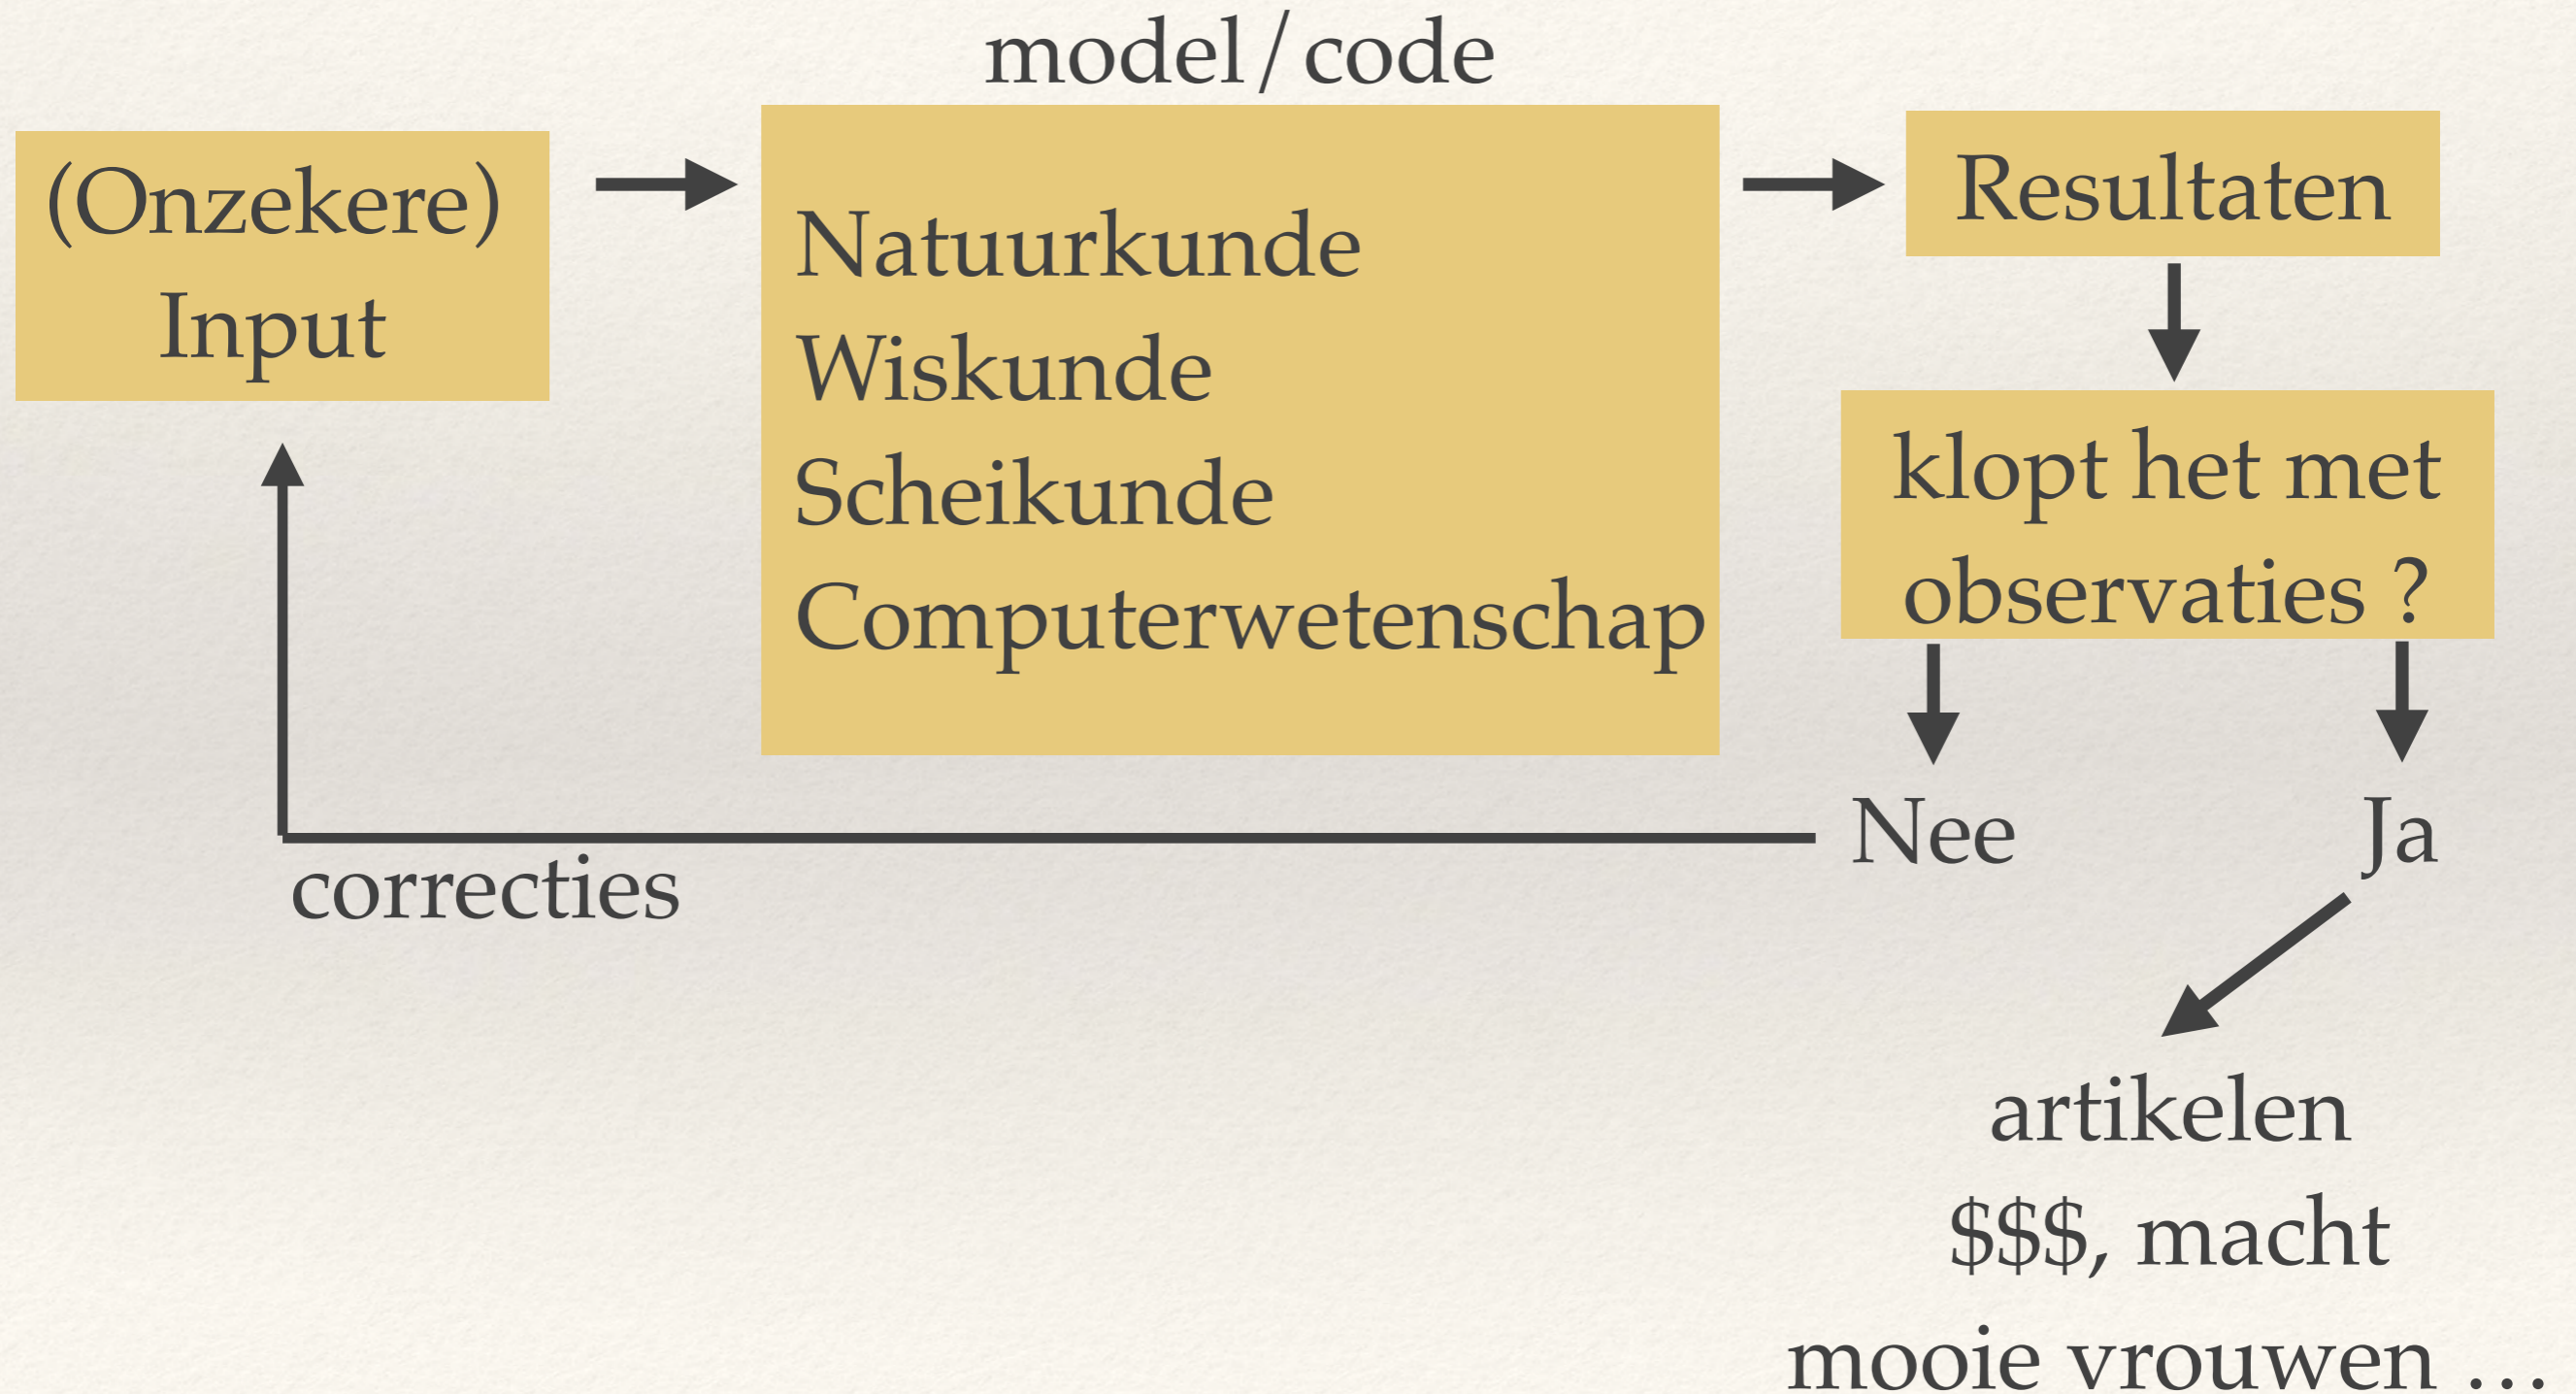 model/code
(Onzekere)
Input
Natuurkunde
Wiskunde
Scheikunde
Computerwetenschap
Resultaten
klopt het met
observaties ?
Nee
Ja
correcties
artikelen
$$$, macht
mooie vrouwen …